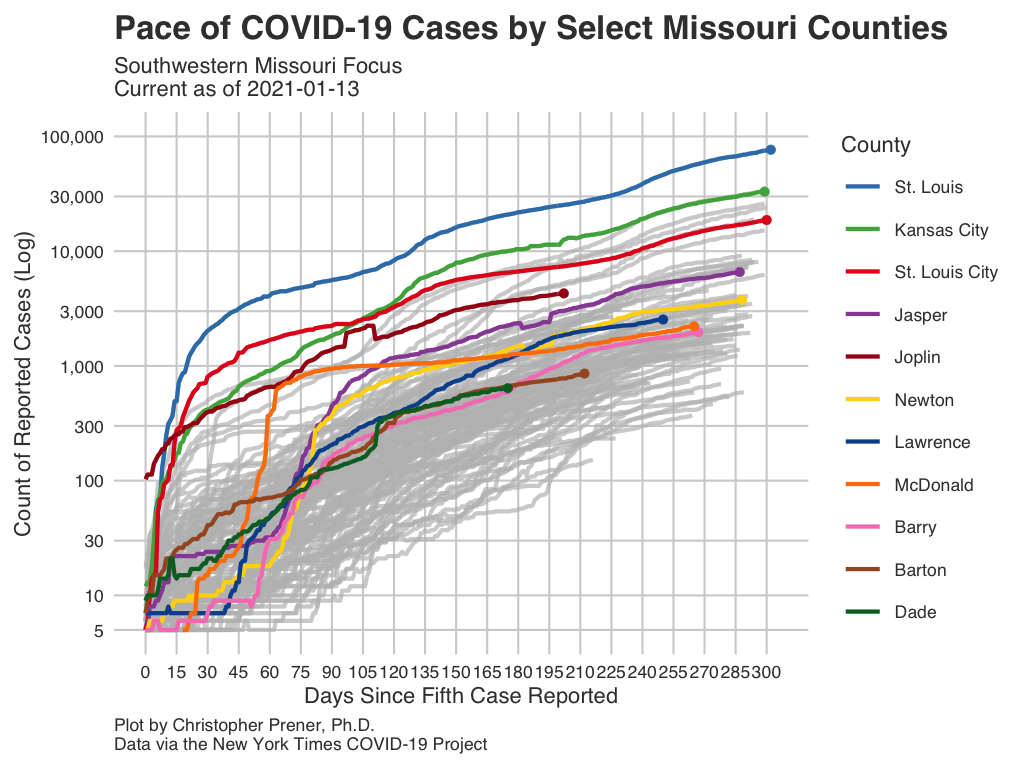 Pace of COVID-19 Cases by Select Missouri Counties
Southwestern Missouri Focus
Current as of 2021-01-13
Count of Reported Cases (Log)
100,000
30,000
10,000
3,000
1,000
300
100
30
10
5
0 15 30 45 60 75 90 105 120 135 150 165 180 195 210 225 240 255 270 285 300
Days Since Fifth Case Reported
County
St. Louis
Kansas City
St. Louis City
Jasper
Joplin
Newton
Lawrence
McDonald
Barry
Barton
Dade
Plot by Christopher Prener, Ph.D.
Data via the New York Times COVID-19 Project